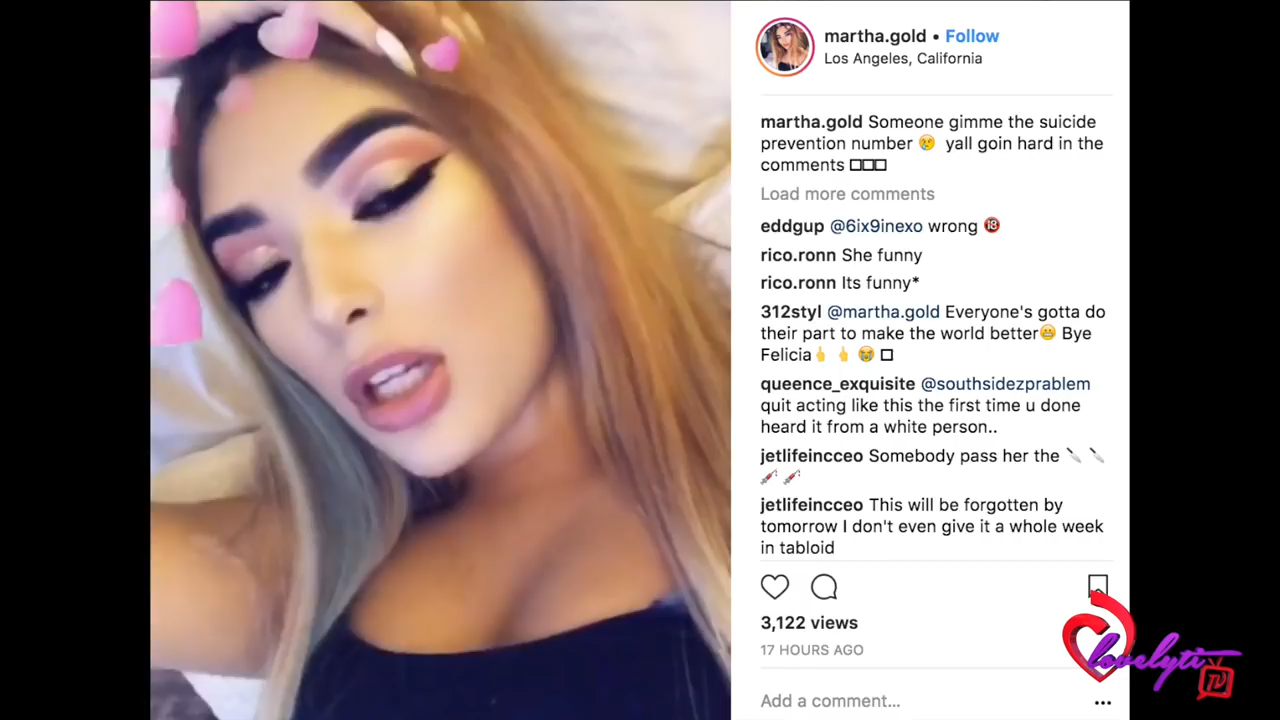 martha.gold • Follow
Los Angeles, California
martha.gold Someone gimme the suicide
prevention number 😢 yall goin hard in the
comments □□□
Load more comments
eddgup @6ix9inexo wrong 🔞
rico.ronn She funny
rico.ronn Its funny*
312styl @martha.gold Everyone's gotta do
their part to make the world better😬 Bye
Felicia🖕 🖕 😭 □
queence_exquisite @southsidezprablem
quit acting like this the first time u done
heard it from a white person..
jetlifeincceo Somebody pass her the 🔪 🔪
💉 💉
jetlifeincceo This will be forgotten by
tomorrow I don't even give it a whole week
in tabloid
3,122 views
17 HOURS AGO
Add a comment...
lovelyti
TV